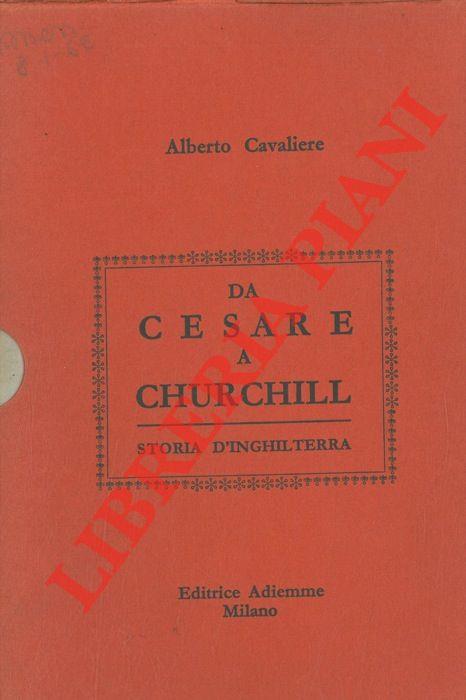 Alberto Cavaliere
DA
CESARE
A
CHURCHILL
STORIA D'INGHILTERRA
Editrice Adiemme
Milano
LIBRERIA PIANI